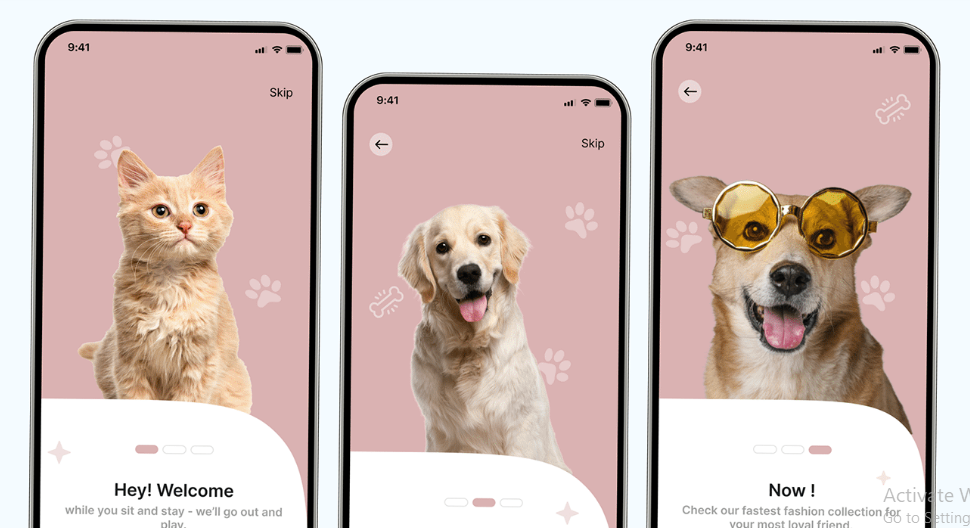 9:41
Skip
Hey! Welcome
while you sit and stay - we'll go out and
play.
9:41
Skip
9:41
Now !
Check our fastest fashion collection for
your most loyal friend
Activate W
Go to Setting